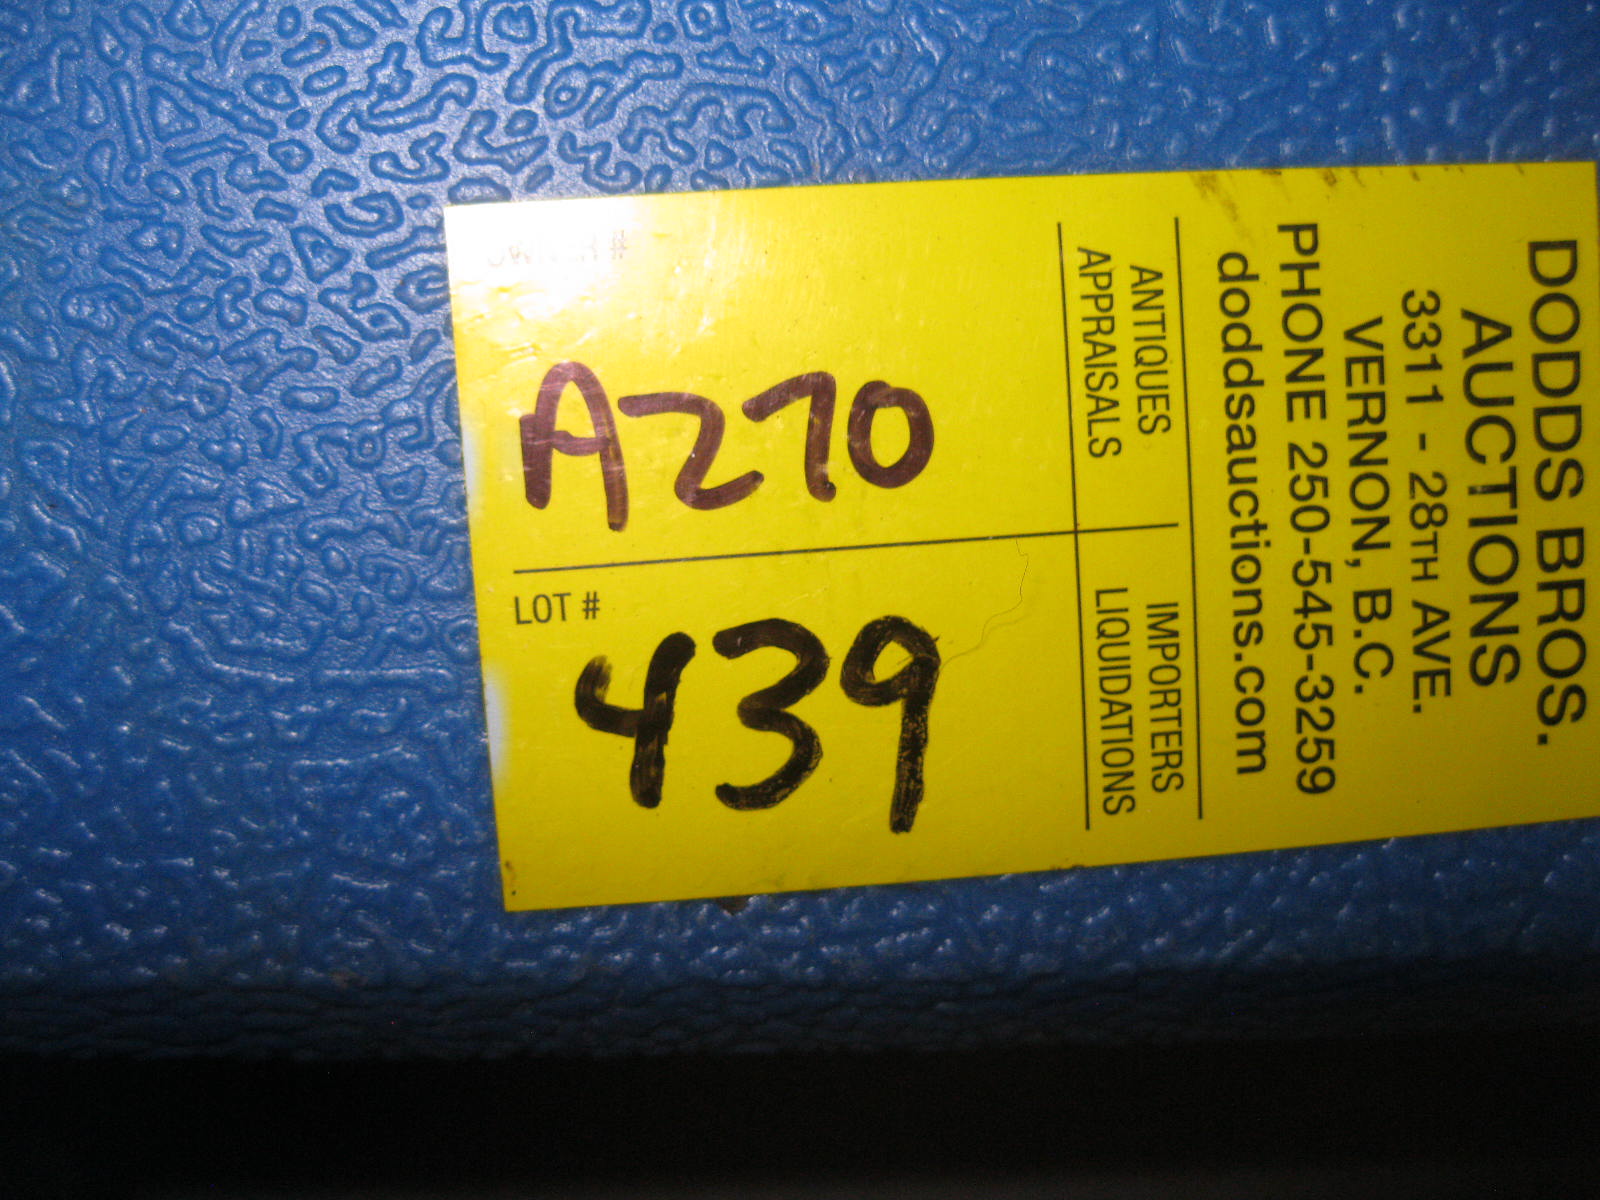 DODDS BROS.
AUCTIONS
3311 - 28TH AVE.
VERNON, B.C.
PHONE 250-545-3259
doddsauctions.com
ANTIQUES
APPRAISALS
IMPORTERS
LIQUIDATIONS
OWNER #
A270
LOT #
439